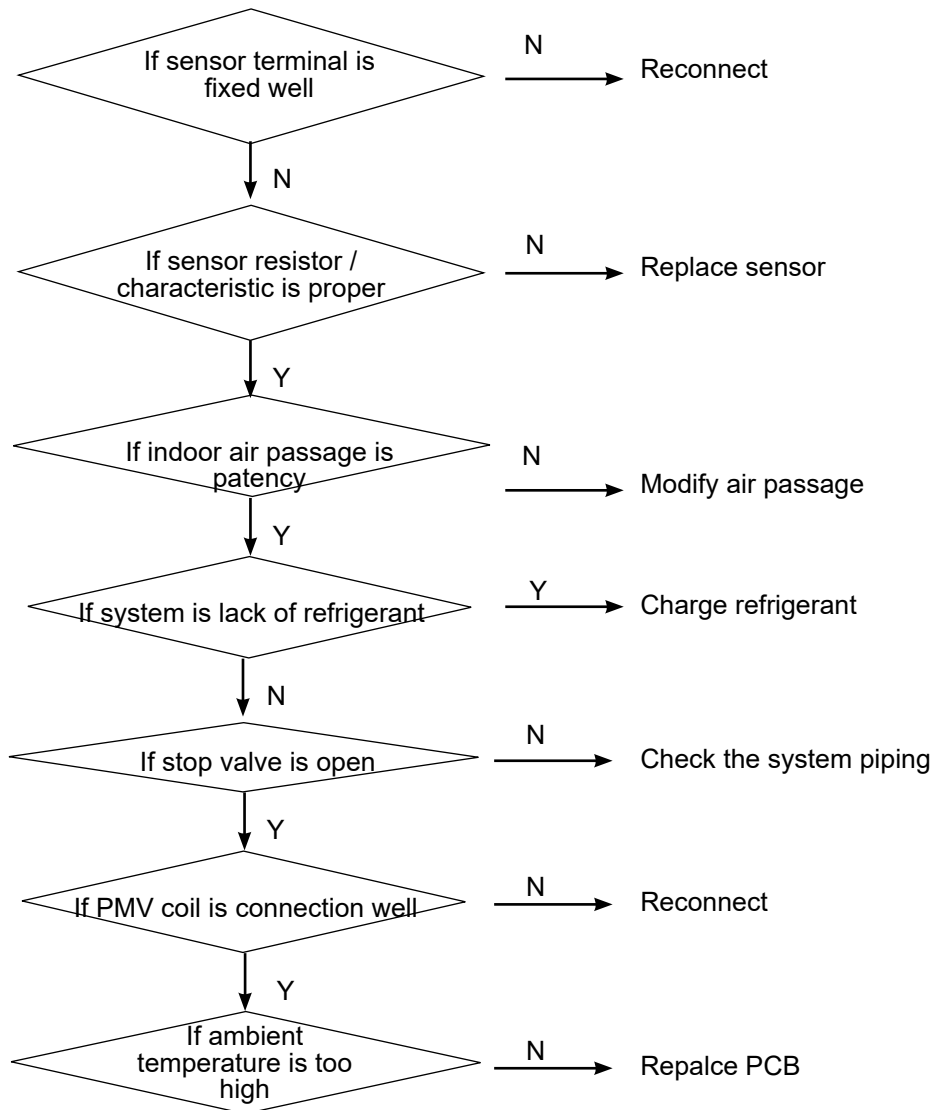 If sensor terminal is
fixed well
N
Reconnect
N
If sensor resistor /
characteristic is proper
N
Replace sensor
Y
If indoor air passage is
patency
N
Modify air passage
Y
If system is lack of refrigerant
Y
Charge refrigerant
N
If stop valve is open
N
Check the system piping
Y
If PMV coil is connection well
N
Reconnect
Y
If ambient
temperature is too
high
N
Repalce PCB